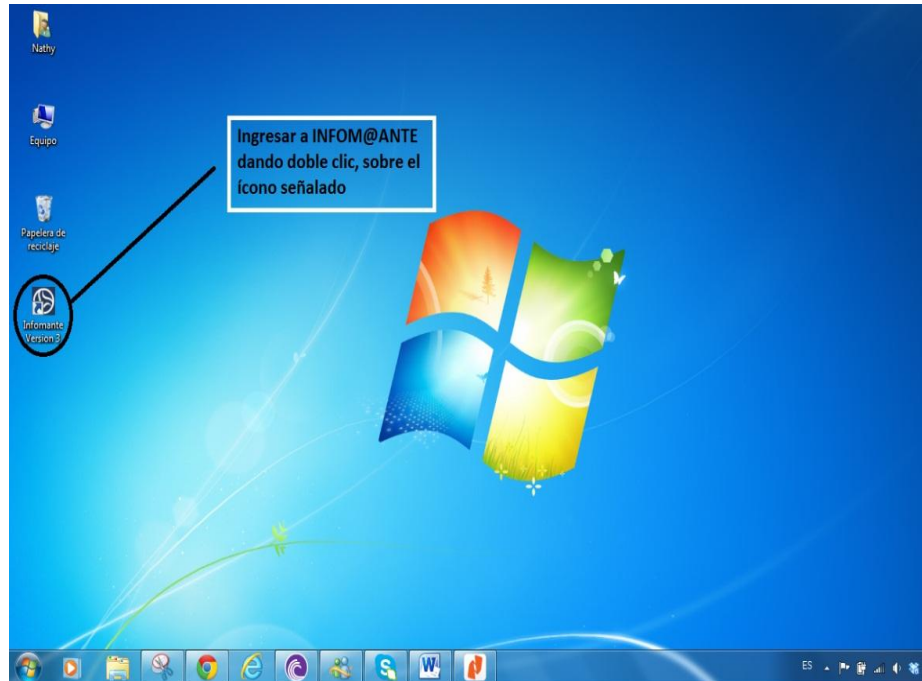 Nathy
Equipo
Papelera de
reciclaje
Infomante
Version 3
Ingresar a INFOM@ANTE
dando doble clic, sobre el
ícono señalado
ES